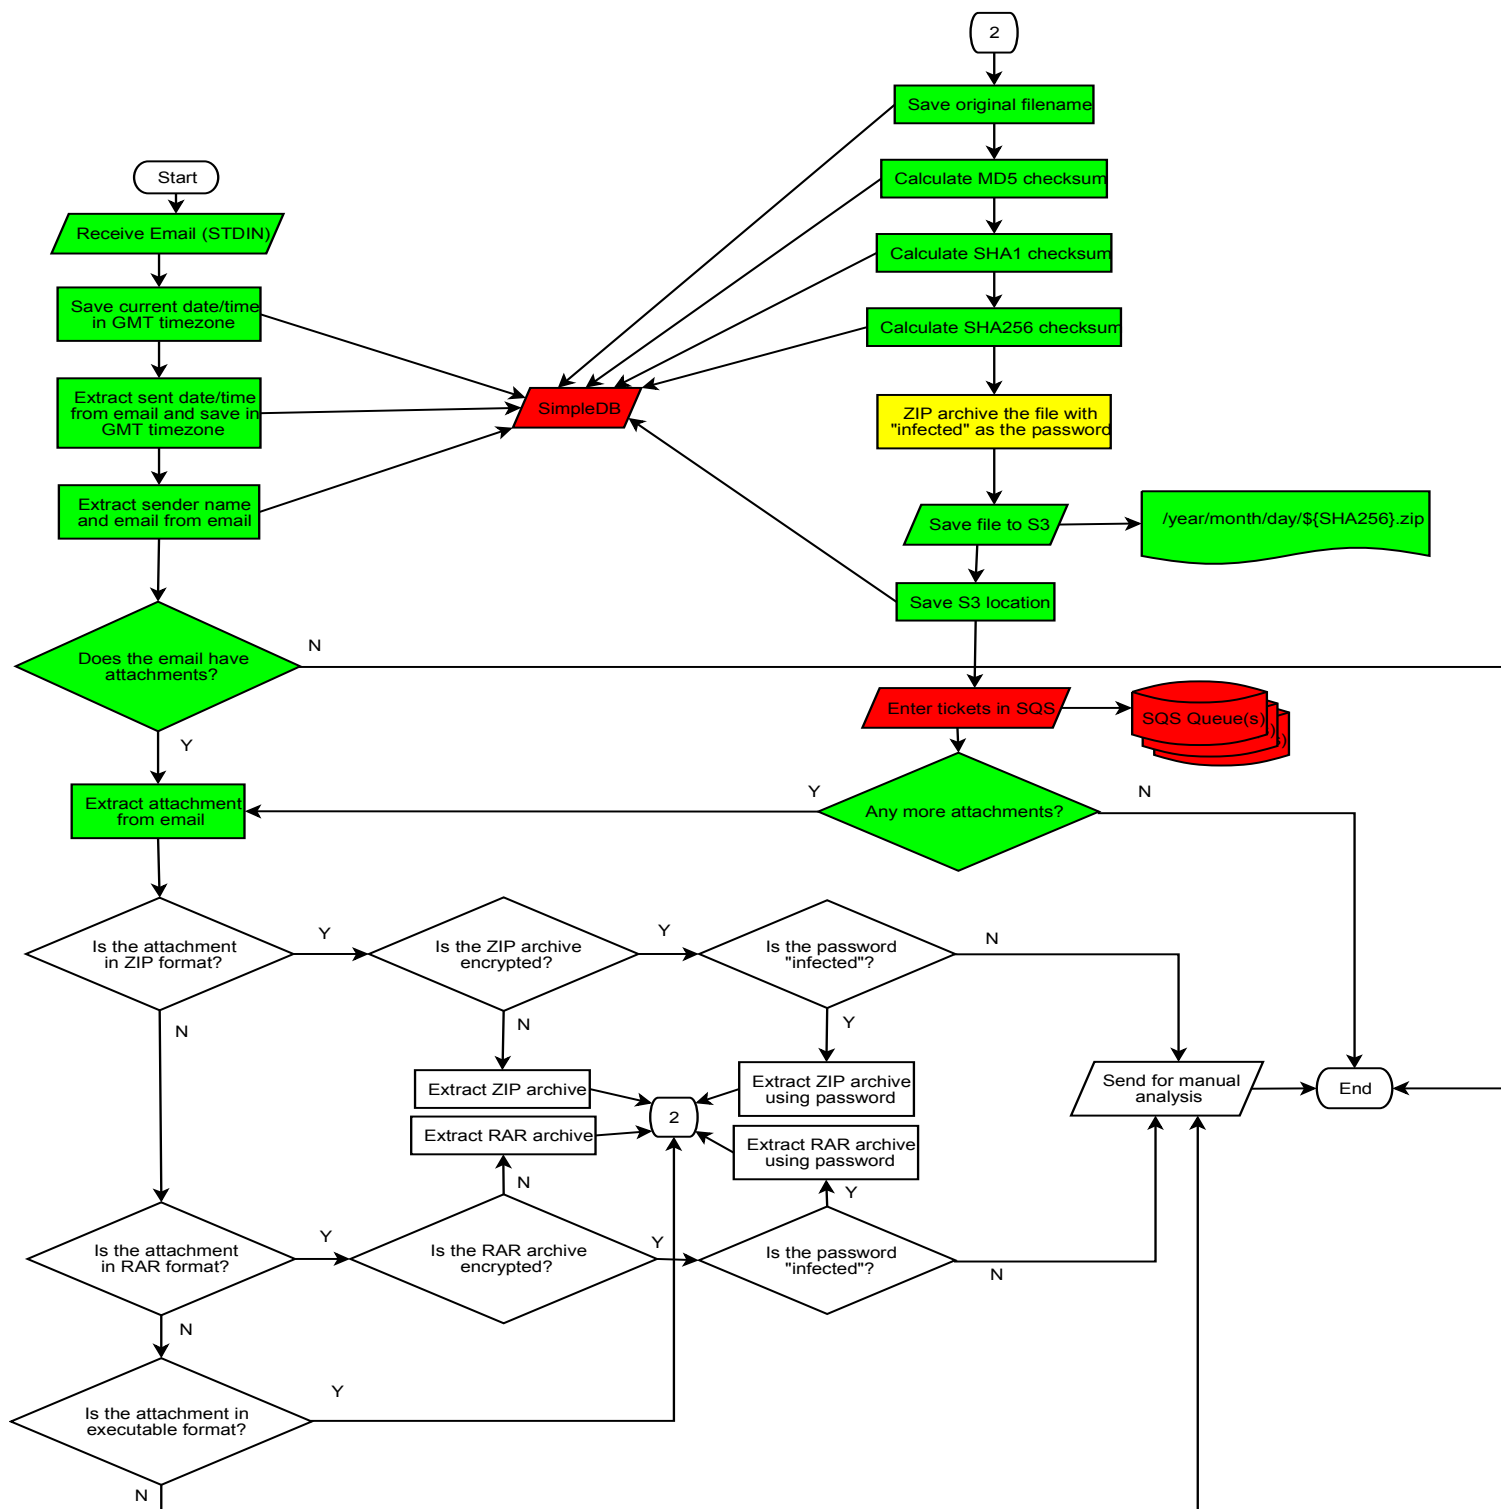 2
Save original filename
Start
Calculate MD5 checksum
Receive Email (STDIN)
Calculate SHA1 checksum
Save current date/time
in GMT timezone
Calculate SHA256 checksum
Extract sent date/time
from email and save in
GMT timezone
SimpleDB
ZIP archive the file with
"infected" as the password
Extract sender name
and email from email
Save file to S3
/year/month/day/${SHA256}.zip
Save S3 location
N
Does the email have
attachments?
Enter tickets in SQS
SQS Queue(s)
)
s)
Y
Extract attachment
from email
Y
Any more attachments?
N
Is the attachment
in ZIP format?
Y
Is the ZIP archive
encrypted?
Y
Is the password
"infected"?
N
N
N
Y
Extract ZIP archive
Extract ZIP archive
using password
Send for manual
analysis
End
2
Extract RAR archive
Extract RAR archive
using password
N
Y
Is the attachment
in RAR format?
Y
Is the RAR archive
encrypted?
Y
Is the password
"infected"?
N
N
Is the attachment in
executable format?
Y
N